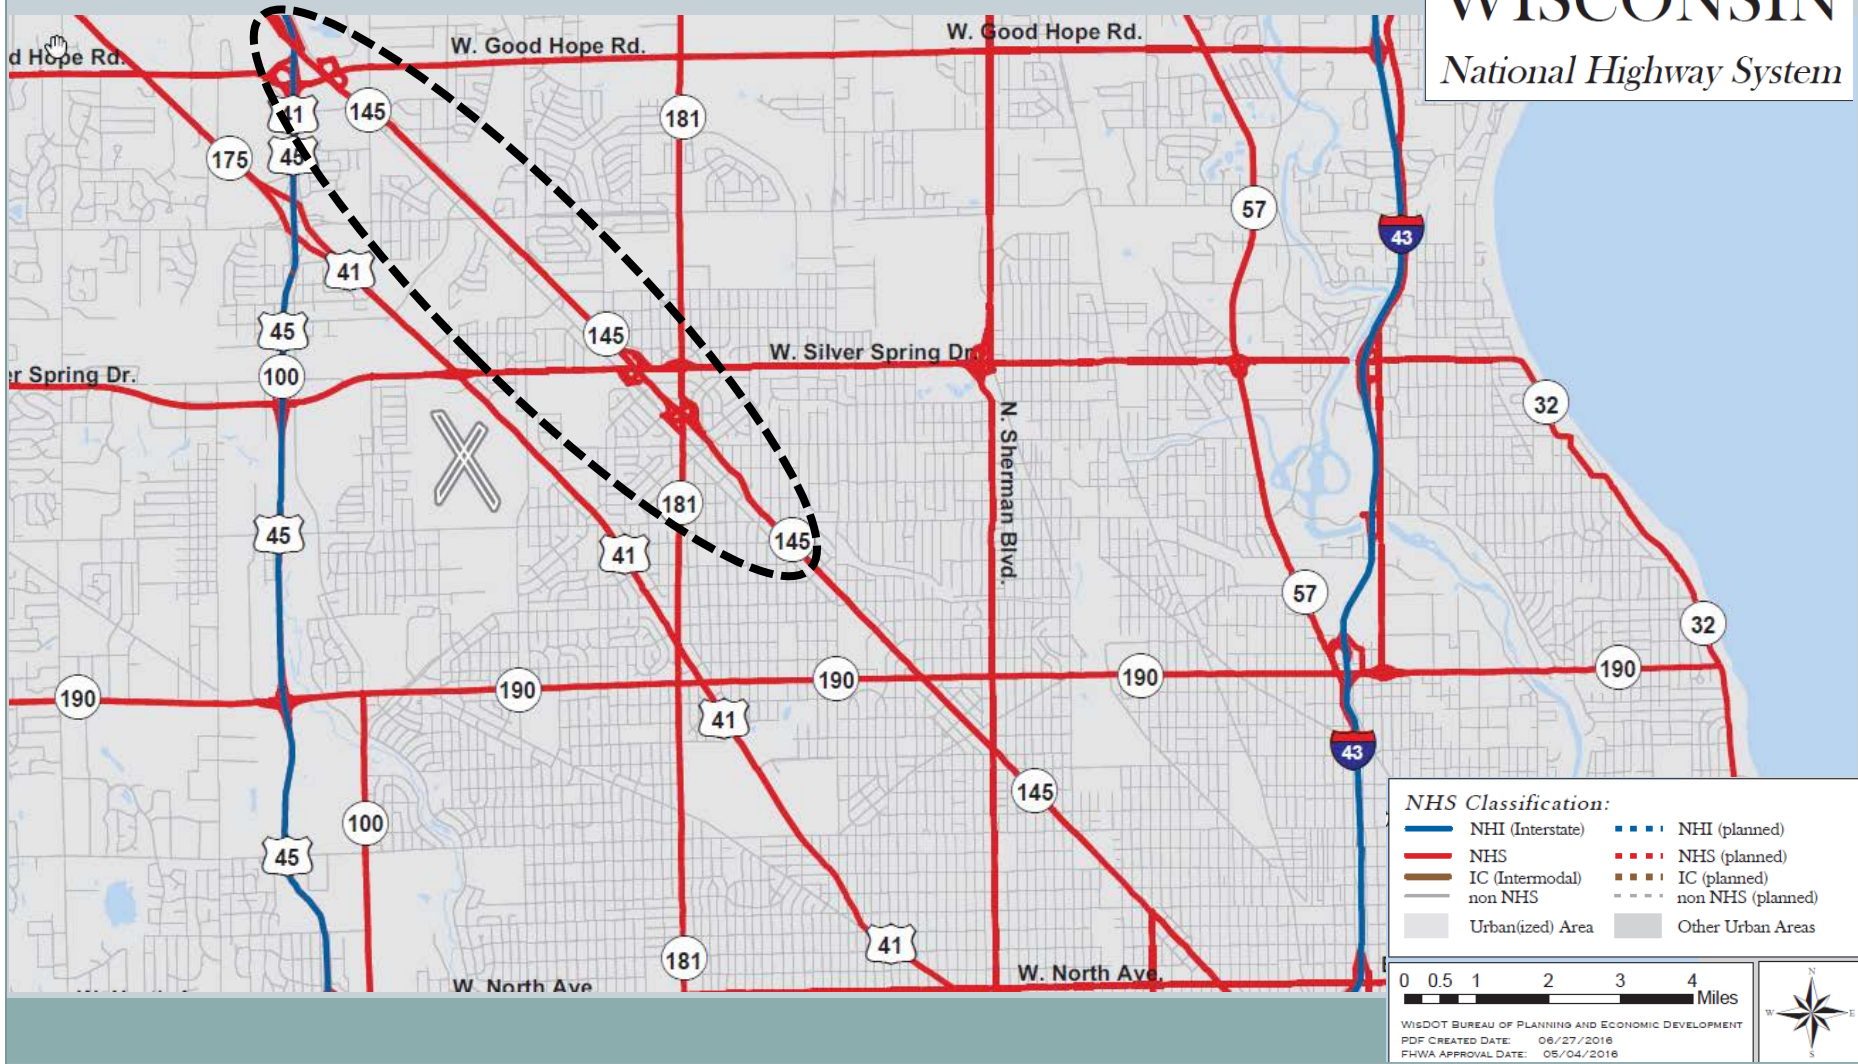 WISCONSIN
National Highway System
d Hope Rd.
W. Good Hope Rd.
W. Good Hope Rd.
41
145
181
175
45
57
43
41
45
145
W. Silver Spring Dr.
100
er Spring Dr.
32
N. Sherman Blvd.
181
45
145
41
57
32
190
190
190
190
190
41
43
145
100
45
41
181
W. North Ave.
W. North Ave
NHS Classification:
NHI (Interstate)
NHI (planned)
NHS
NHS (planned)
IC (Intermodal)
IC (planned)
non NHS
non NHS (planned)
Urban(ized) Area
Other Urban Areas
0 0.5 1 2 3 4
Miles
WISDOT BUREAU OF PLANNING AND ECONOMIC DEVELOPMENT
PDF CREATED DATE: 06/27/2016
FHWA APPROVAL DATE: 05/04/2016
N
W
E
S